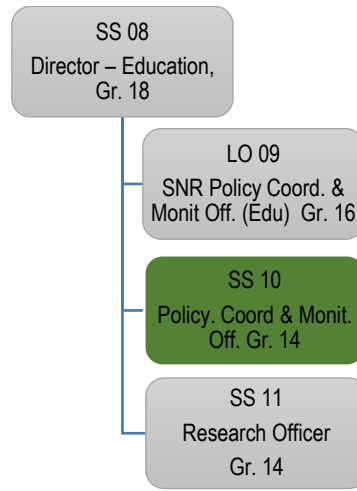 SS 08
Director – Education,
Gr. 18
LO 09
SNR Policy Coord. &
Monit Off. (Edu) Gr. 16
SS 10
Policy. Coord & Monit.
Off. Gr. 14
SS 11
Research Officer
Gr. 14